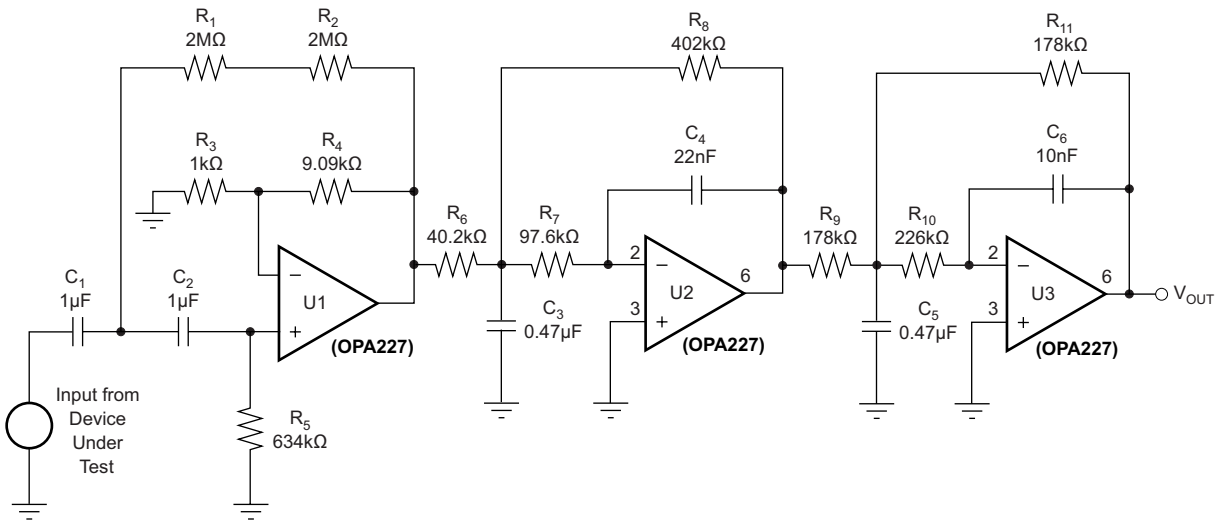 R1
2MΩ
R2
2MΩ
R8
402kΩ
R11
178kΩ
R3
1kΩ
R4
9.09kΩ
C4
22nF
C6
10nF
R6
40.2kΩ
R7
97.6kΩ
R9
178kΩ
R10
226kΩ
C1
1µF
C2
1µF
−
+
U1
(OPA227)
2
3
6
−
+
U2
(OPA227)
C3
0.47µF
2
3
6
−
+
U3
(OPA227)
C5
0.47µF
VOUT
Input from
Device
Under
Test
R5
634kΩ